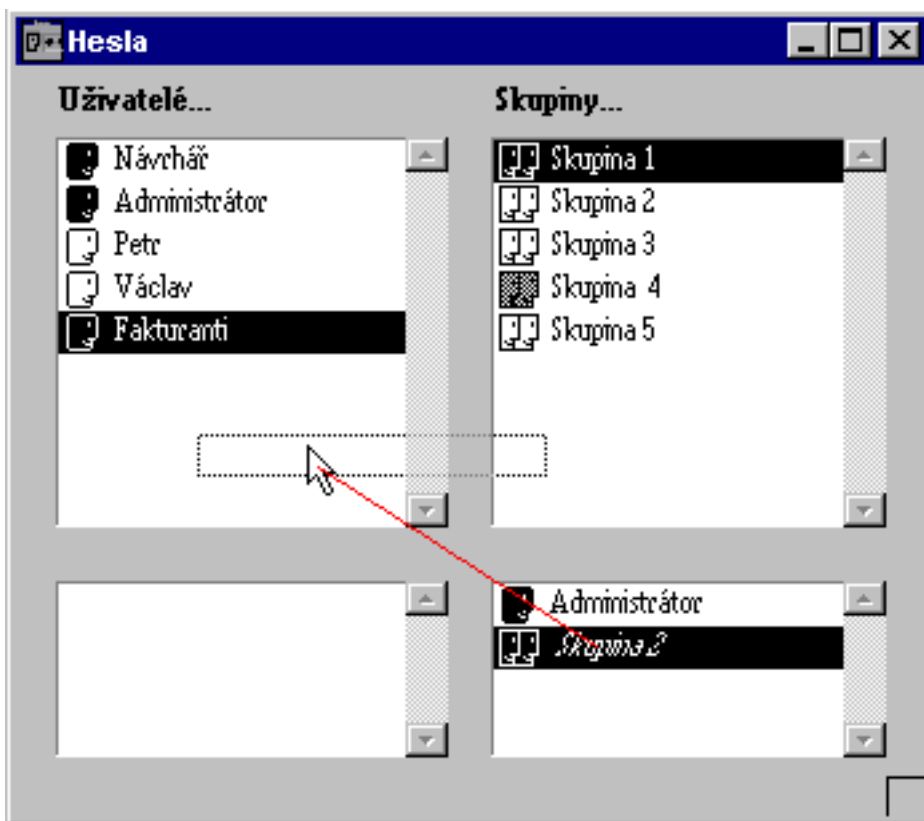 Hesla
Uživatelé...
Návrhář
Administrátor
Petr
Václav
Fakturanti
Skupiny...
Skupina 1
Skupina 2
Skupina 3
Skupina 4
Skupina 5
Administrátor
Skupina 2